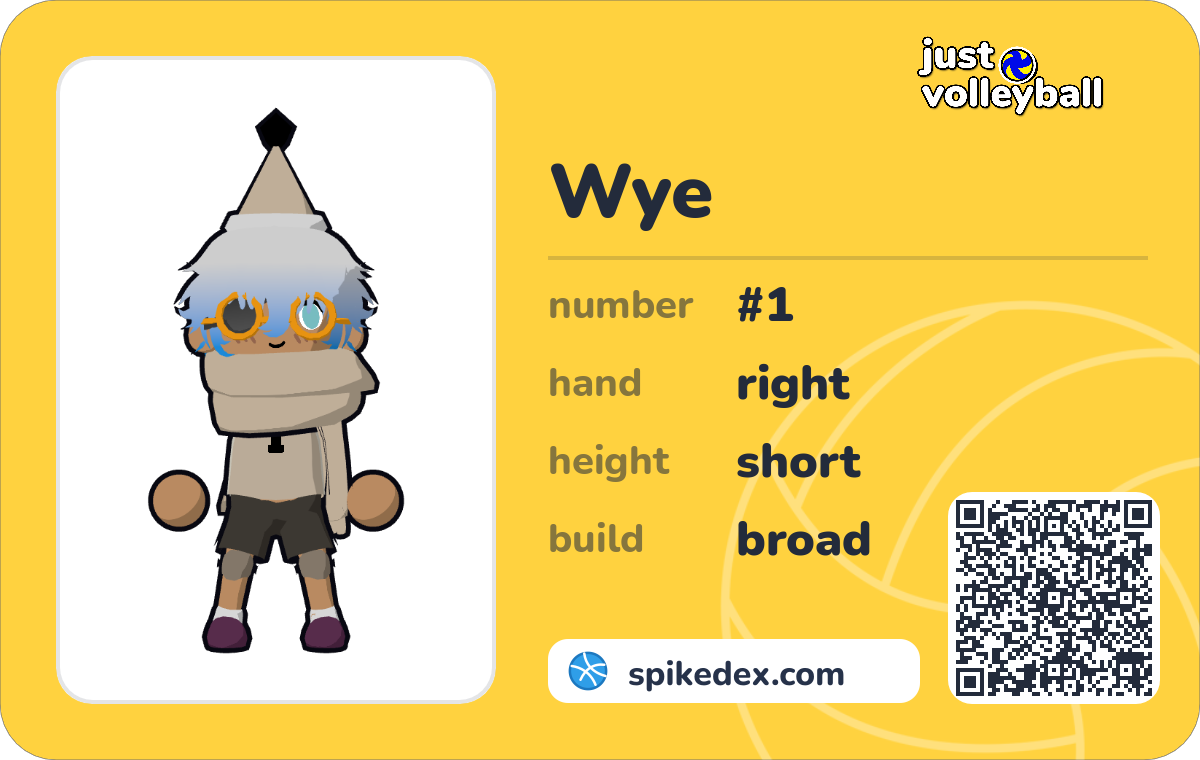 just
volleyball
Wye
number #1
hand right
height short
build broad
spikedex.com